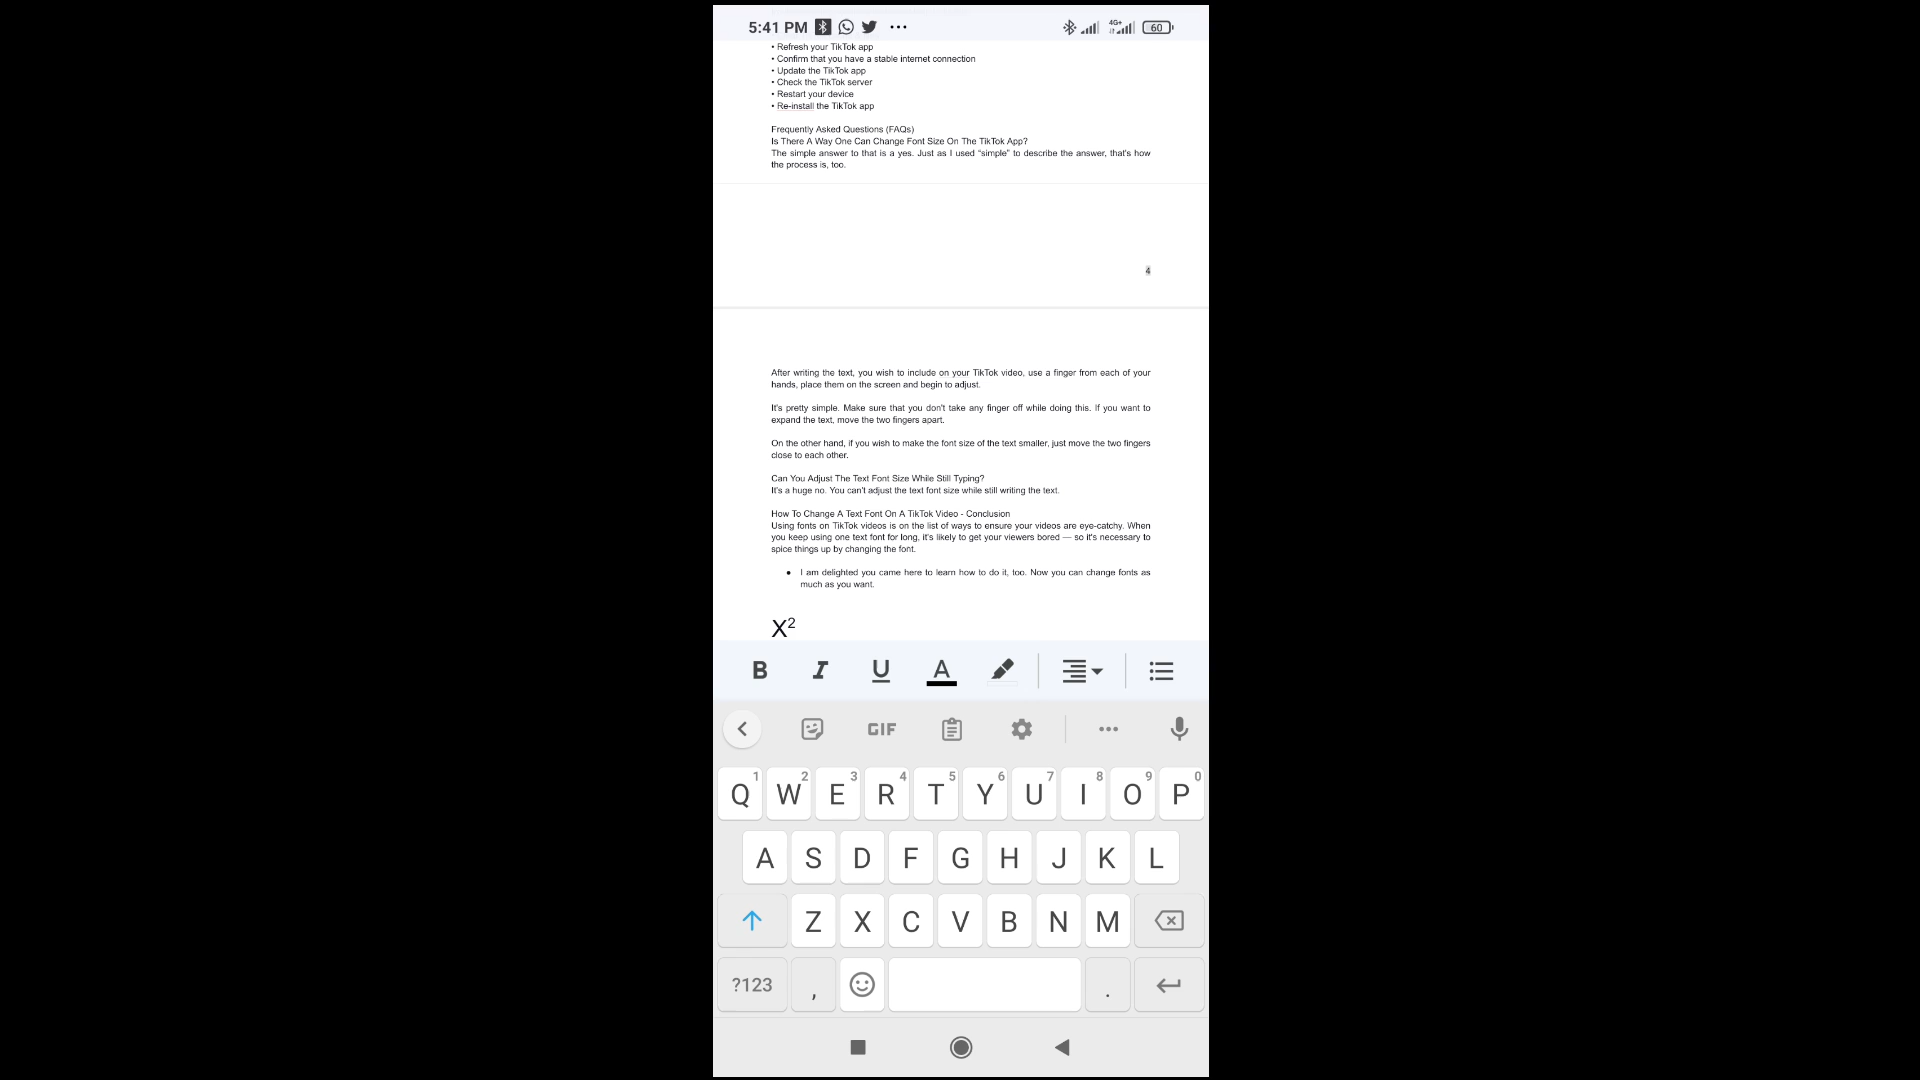 5:41 PM 4G+ 60
• Refresh your TikTok app
• Confirm that you have a stable internet connection
• Update the TikTok app
• Check the TikTok server
• Restart your device
• Re-install the TikTok app
Frequently Asked Questions (FAQs)
Is There A Way One Can Change Font Size On The TikTok App?
The simple answer to that is a yes. Just as I used “simple” to describe the answer, that's how
the process is, too.
4
After writing the text, you wish to include on your TikTok video, use a finger from each of your
hands, place them on the screen and begin to adjust.
It's pretty simple. Make sure that you don't take any finger off while doing this. If you want to
expand the text, move the two fingers apart.
On the other hand, if you wish to make the font size of the text smaller, just move the two fingers
close to each other.
Can You Adjust The Text Font Size While Still Typing?
It's a huge no. You can't adjust the text font size while still writing the text.
How To Change A Text Font On A TikTok Video - Conclusion
Using fonts on TikTok videos is on the list of ways to ensure your videos are eye-catchy. When
you keep using one text font for long, it's likely to get your viewers bored — so it's necessary to
spice things up by changing the font.
● I am delighted you came here to learn how to do it, too. Now you can change fonts as
much as you want.
X²
B I U A
GIF
Q1 W2 E3 R4 T5 Y6 U7 I8 O9 P0
A S D F G H J K L
Z X C V B N M
?123 , .